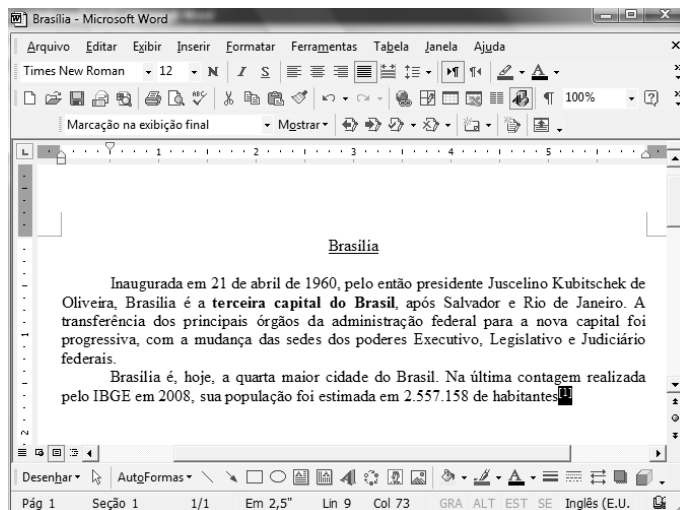 Brasília - Microsoft Word
Arquivo Editar Exibir Inserir Formatar Ferramentas Tabela Janela Ajuda
Times New Roman 12 N I S
100%
Marcação na exibição final Mostrar
1 2 3 4 5
Brasília
Inaugurada em 21 de abril de 1960, pelo então presidente Juscelino Kubitschek de
Oliveira, Brasília é a terceira capital do Brasil, após Salvador e Rio de Janeiro. A
transferência dos principais órgãos da administração federal para a nova capital foi
progressiva, com a mudança das sedes dos poderes Executivo, Legislativo e Judiciário
federais.
Brasília é, hoje, a quarta maior cidade do Brasil. Na última contagem realizada
pelo IBGE em 2008, sua população foi estimada em 2.557.158 de habitantes[1]
Desenhar AutoFormas
Pág 1 Seção 1 1/1 Em 2,5" Lin 9 Col 73 GRA ALT EST SE Inglês (E.U.